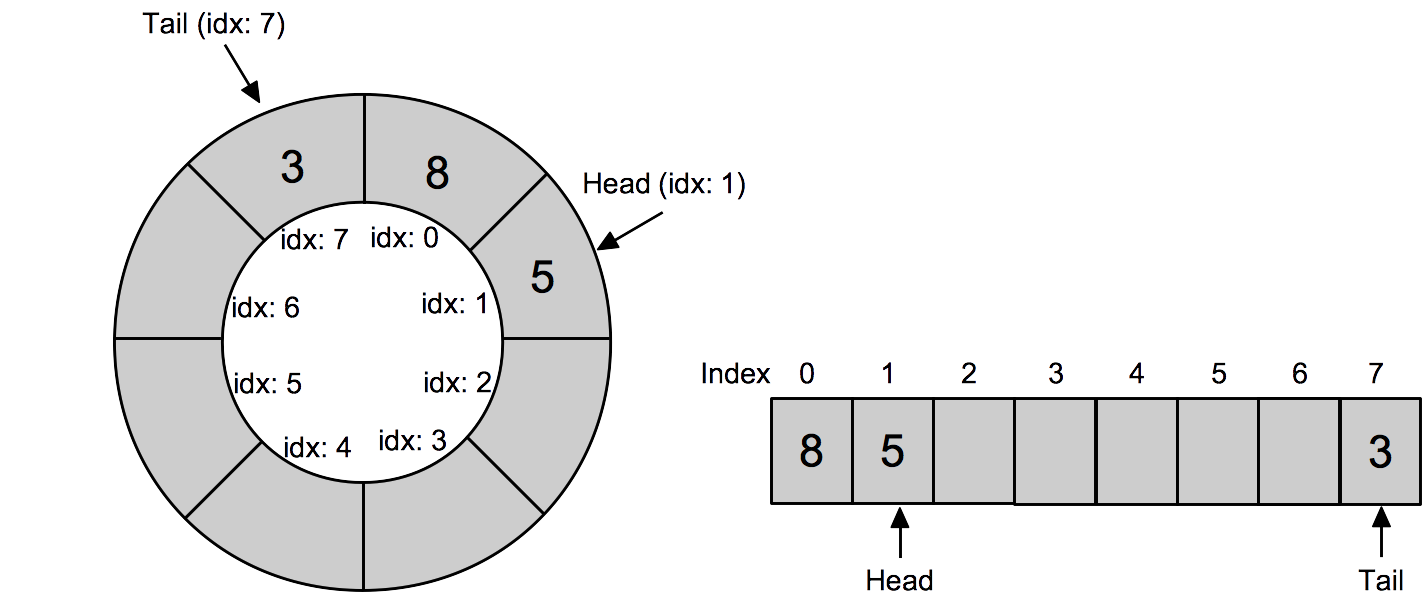 Tail (idx: 7)
3 8
Head (idx: 1)
5
idx: 7 idx: 0
idx: 6 idx: 1
idx: 5 idx: 2
idx: 4 idx: 3
Index 0 1 2 3 4 5 6 7
8 5 3
Head Tail